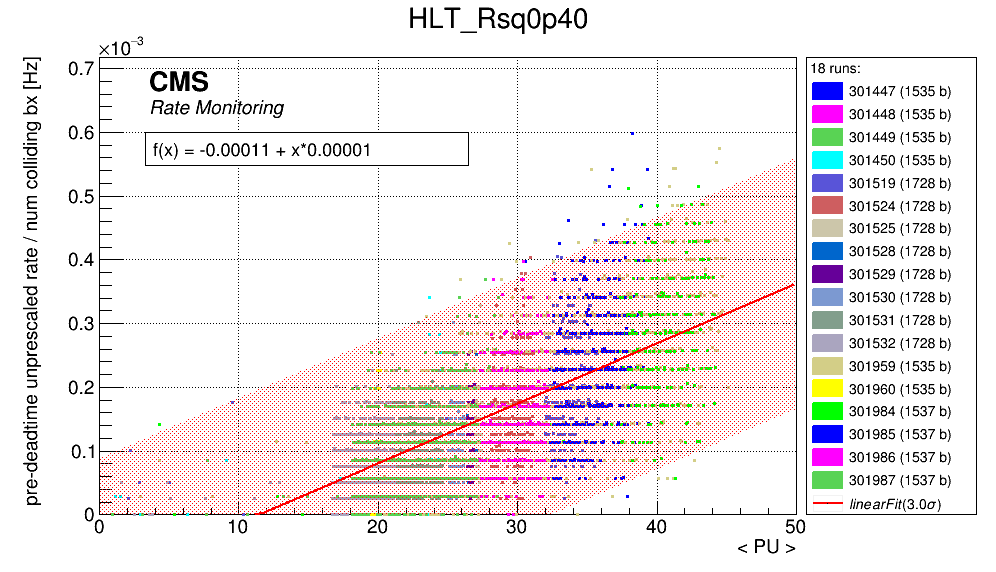 HLT_Rsq0p40
×10⁻³
pre-deadtime unprescaled rate / num colliding bx [Hz]
0.7
0.6
0.5
0.4
0.3
0.2
0.1
0
CMS
Rate Monitoring
f(x) = -0.00011 + x*0.00001
0 10 20 30 40 50
< PU >
18 runs:
301447 (1535 b)
301448 (1535 b)
301449 (1535 b)
301450 (1535 b)
301519 (1728 b)
301524 (1728 b)
301525 (1728 b)
301528 (1728 b)
301529 (1728 b)
301530 (1728 b)
301531 (1728 b)
301532 (1728 b)
301959 (1535 b)
301960 (1535 b)
301984 (1537 b)
301985 (1537 b)
301986 (1537 b)
301987 (1537 b)
linearFit(3.0σ)